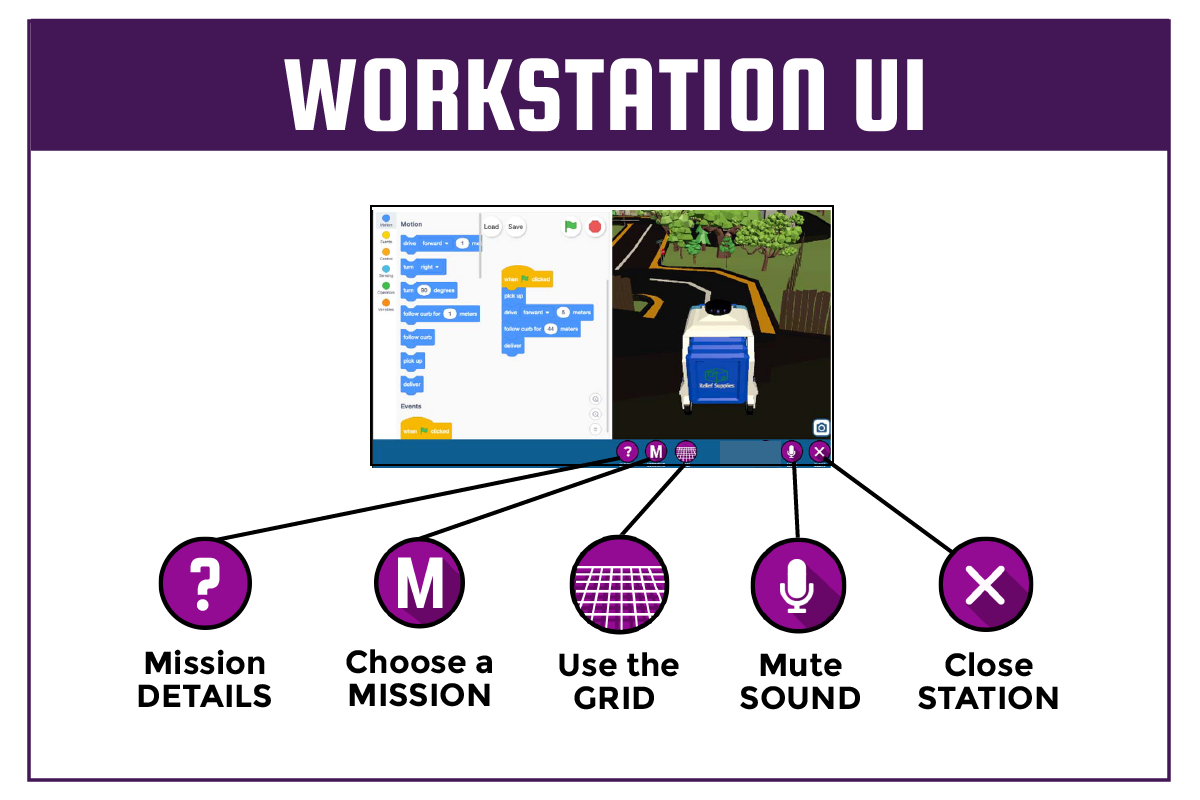 WORKSTATION UI
Motion
Load
Save
Motion
Events
Control
Sensing
Operators
Variables
drive forward 1
turn right
turn 90 degrees
follow curb for 1 meters
follow curb
pick up
deliver
Events
when clicked
when clicked
pick up
drive forward 6 meters
follow curb for 44 meters
deliver
Relief Supplies
?
M
?
M
Mission
DETAILS
Choose a
MISSION
Use the
GRID
Mute
SOUND
Close
STATION